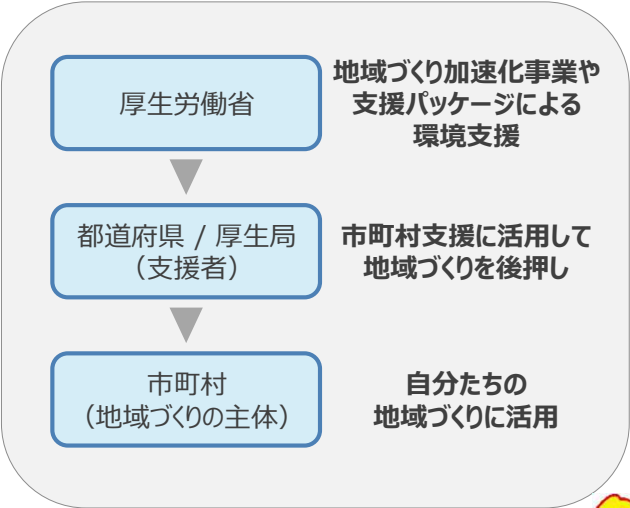 厚生労働省
地域づくり加速化事業や
支援パッケージによる
環境支援
都道府県 / 厚生局
（支援者）
市町村支援に活用して
地域づくりを後押し
市町村
（地域づくりの主体）
自分たちの
地域づくりに活用